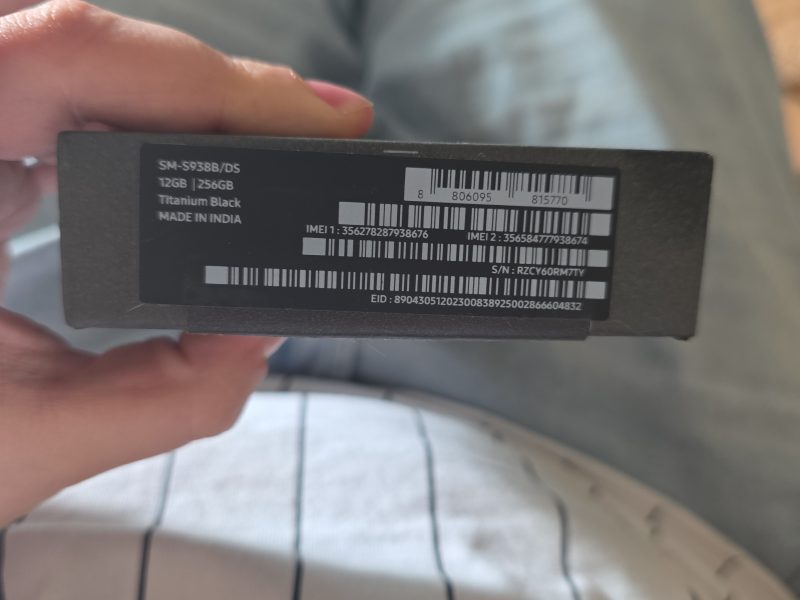 SM-S938B/DS
12GB | 256GB
Titanium Black
MADE IN INDIA
8 806095 815770
IMEI 1 : 356278287938676 IMEI 2 : 356584777938674
S/N : RZCY60RM7TY
EID : 89043051202300838925002866604832